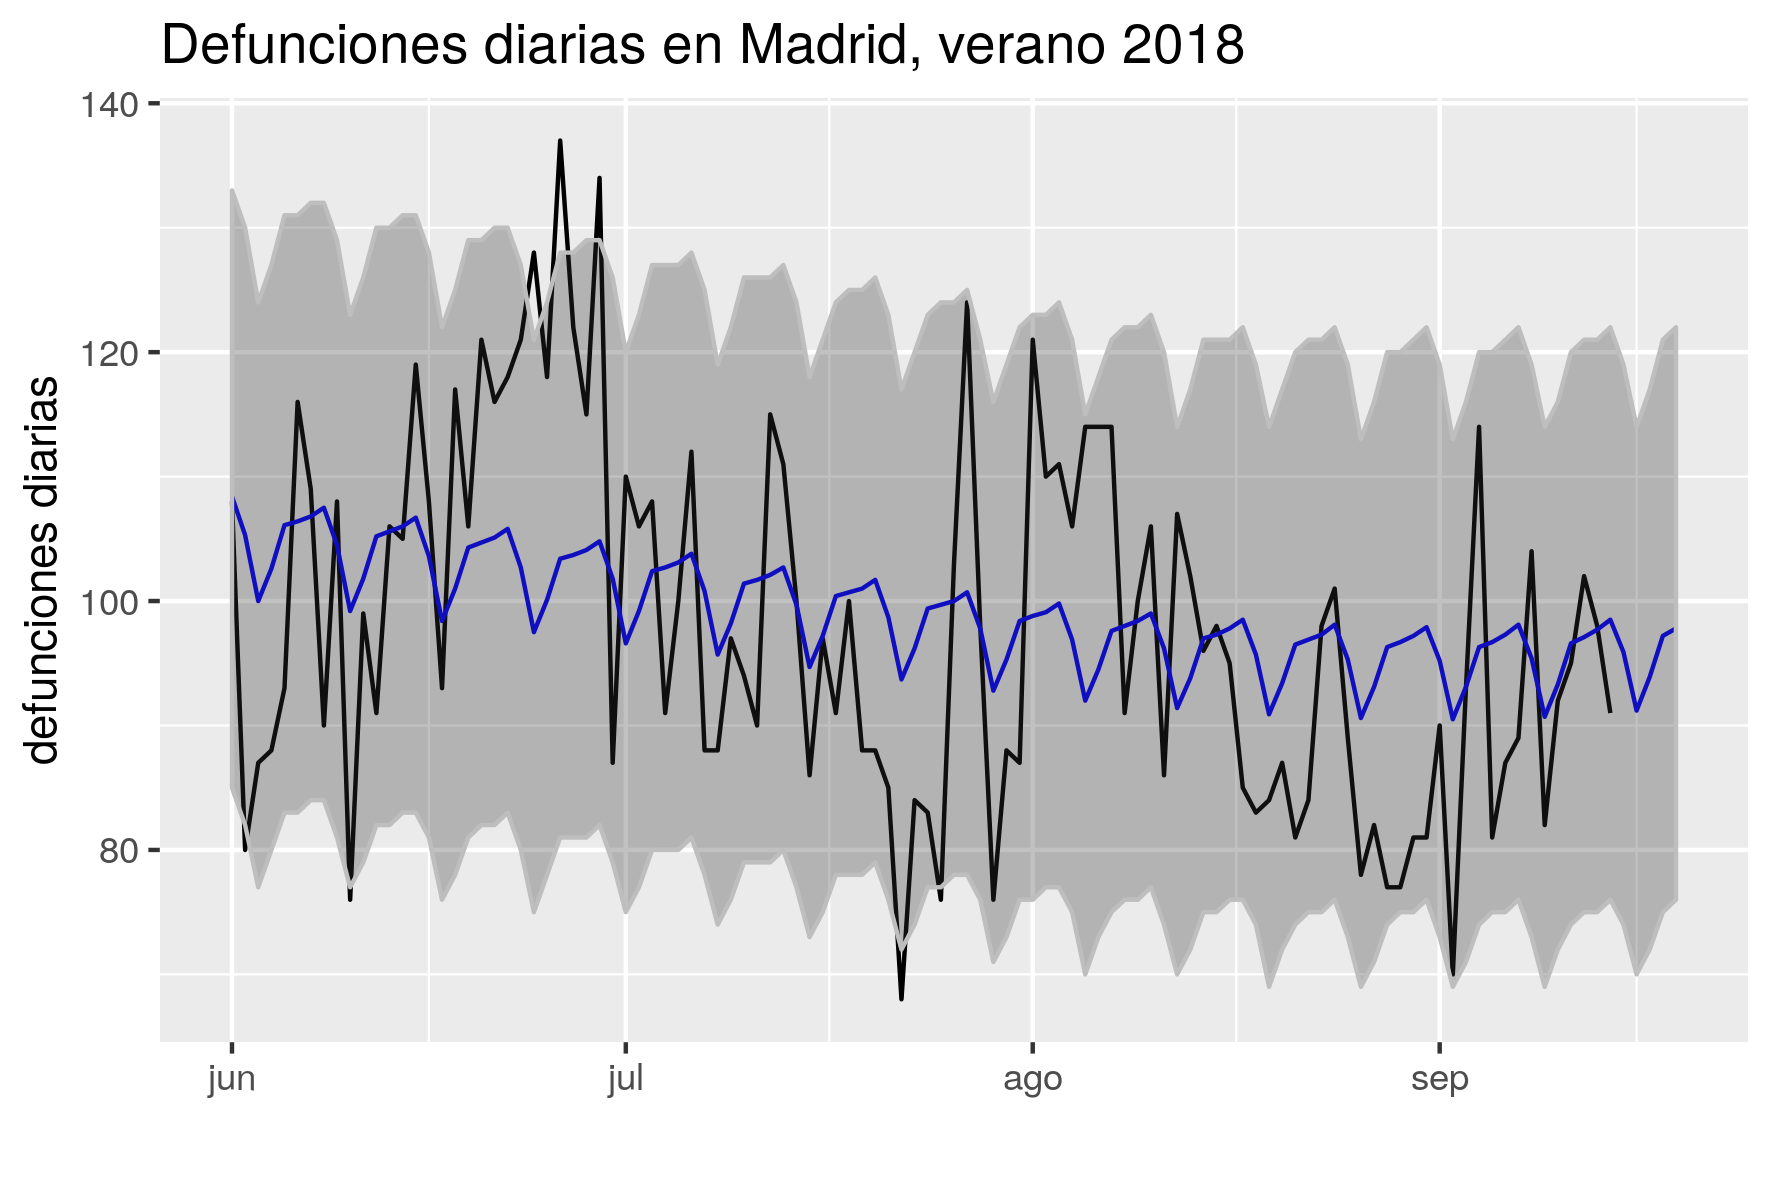 Defunciones diarias en Madrid, verano 2018
defunciones diarias
140
120
100
80
jun jul ago sep